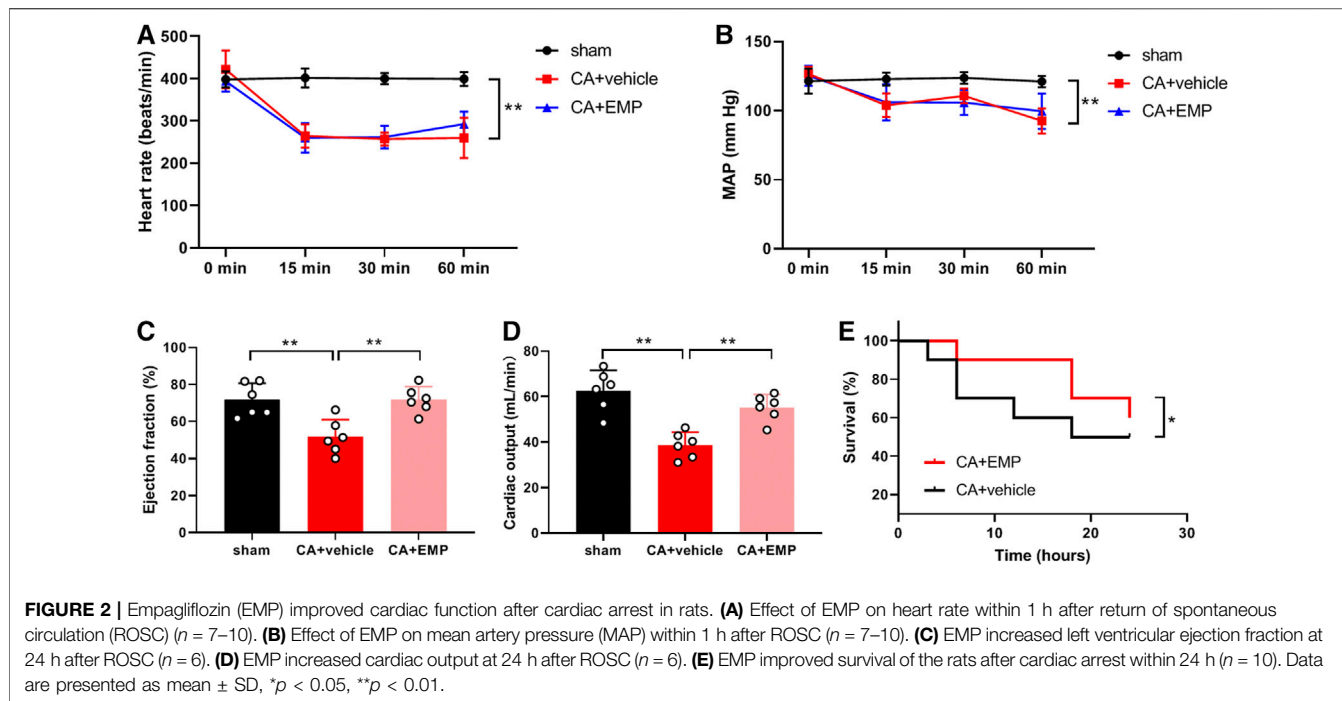 A
500
400
300
200
100
0
Heart rate (beats/min)
0 min 15 min 30 min 60 min
sham
CA+vehicle
CA+EMP
**
B
150
100
50
0
MAP (mm Hg)
0 min 15 min 30 min 60 min
sham
CA+vehicle
CA+EMP
**
C
100
80
60
40
20
0
Ejection fraction (%)
** **
sham CA+vehicle CA+EMP
D
80
60
40
20
0
Cardiac output (mL/min)
** **
sham CA+vehicle CA+EMP
E
100
80
60
40
20
Survival (%)
CA+EMP
CA+vehicle
*
0 10 20 30
Time (hours)
FIGURE 2 | Empagliflozin (EMP) improved cardiac function after cardiac arrest in rats. (A) Effect of EMP on heart rate within 1 h after return of spontaneous
circulation (ROSC) (n = 7–10). (B) Effect of EMP on mean artery pressure (MAP) within 1 h after ROSC (n = 7–10). (C) EMP increased left ventricular ejection fraction at
24 h after ROSC (n = 6). (D) EMP increased cardiac output at 24 h after ROSC (n = 6). (E) EMP improved survival of the rats after cardiac arrest within 24 h (n = 10). Data
are presented as mean ± SD, *p < 0.05, **p < 0.01.